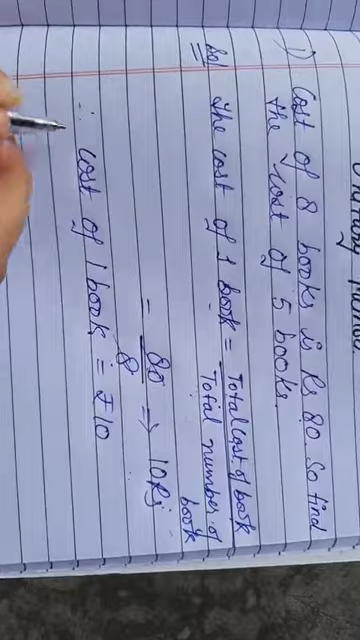 Unitary Method
1) Cost of 8 books is Rs 80. So find
the cost of 5 books.
Sol The cost of 1 book = Total cost of book
Total number of
book
= 80
8 => 10Rs
∴ cost of 1 book = ₹10